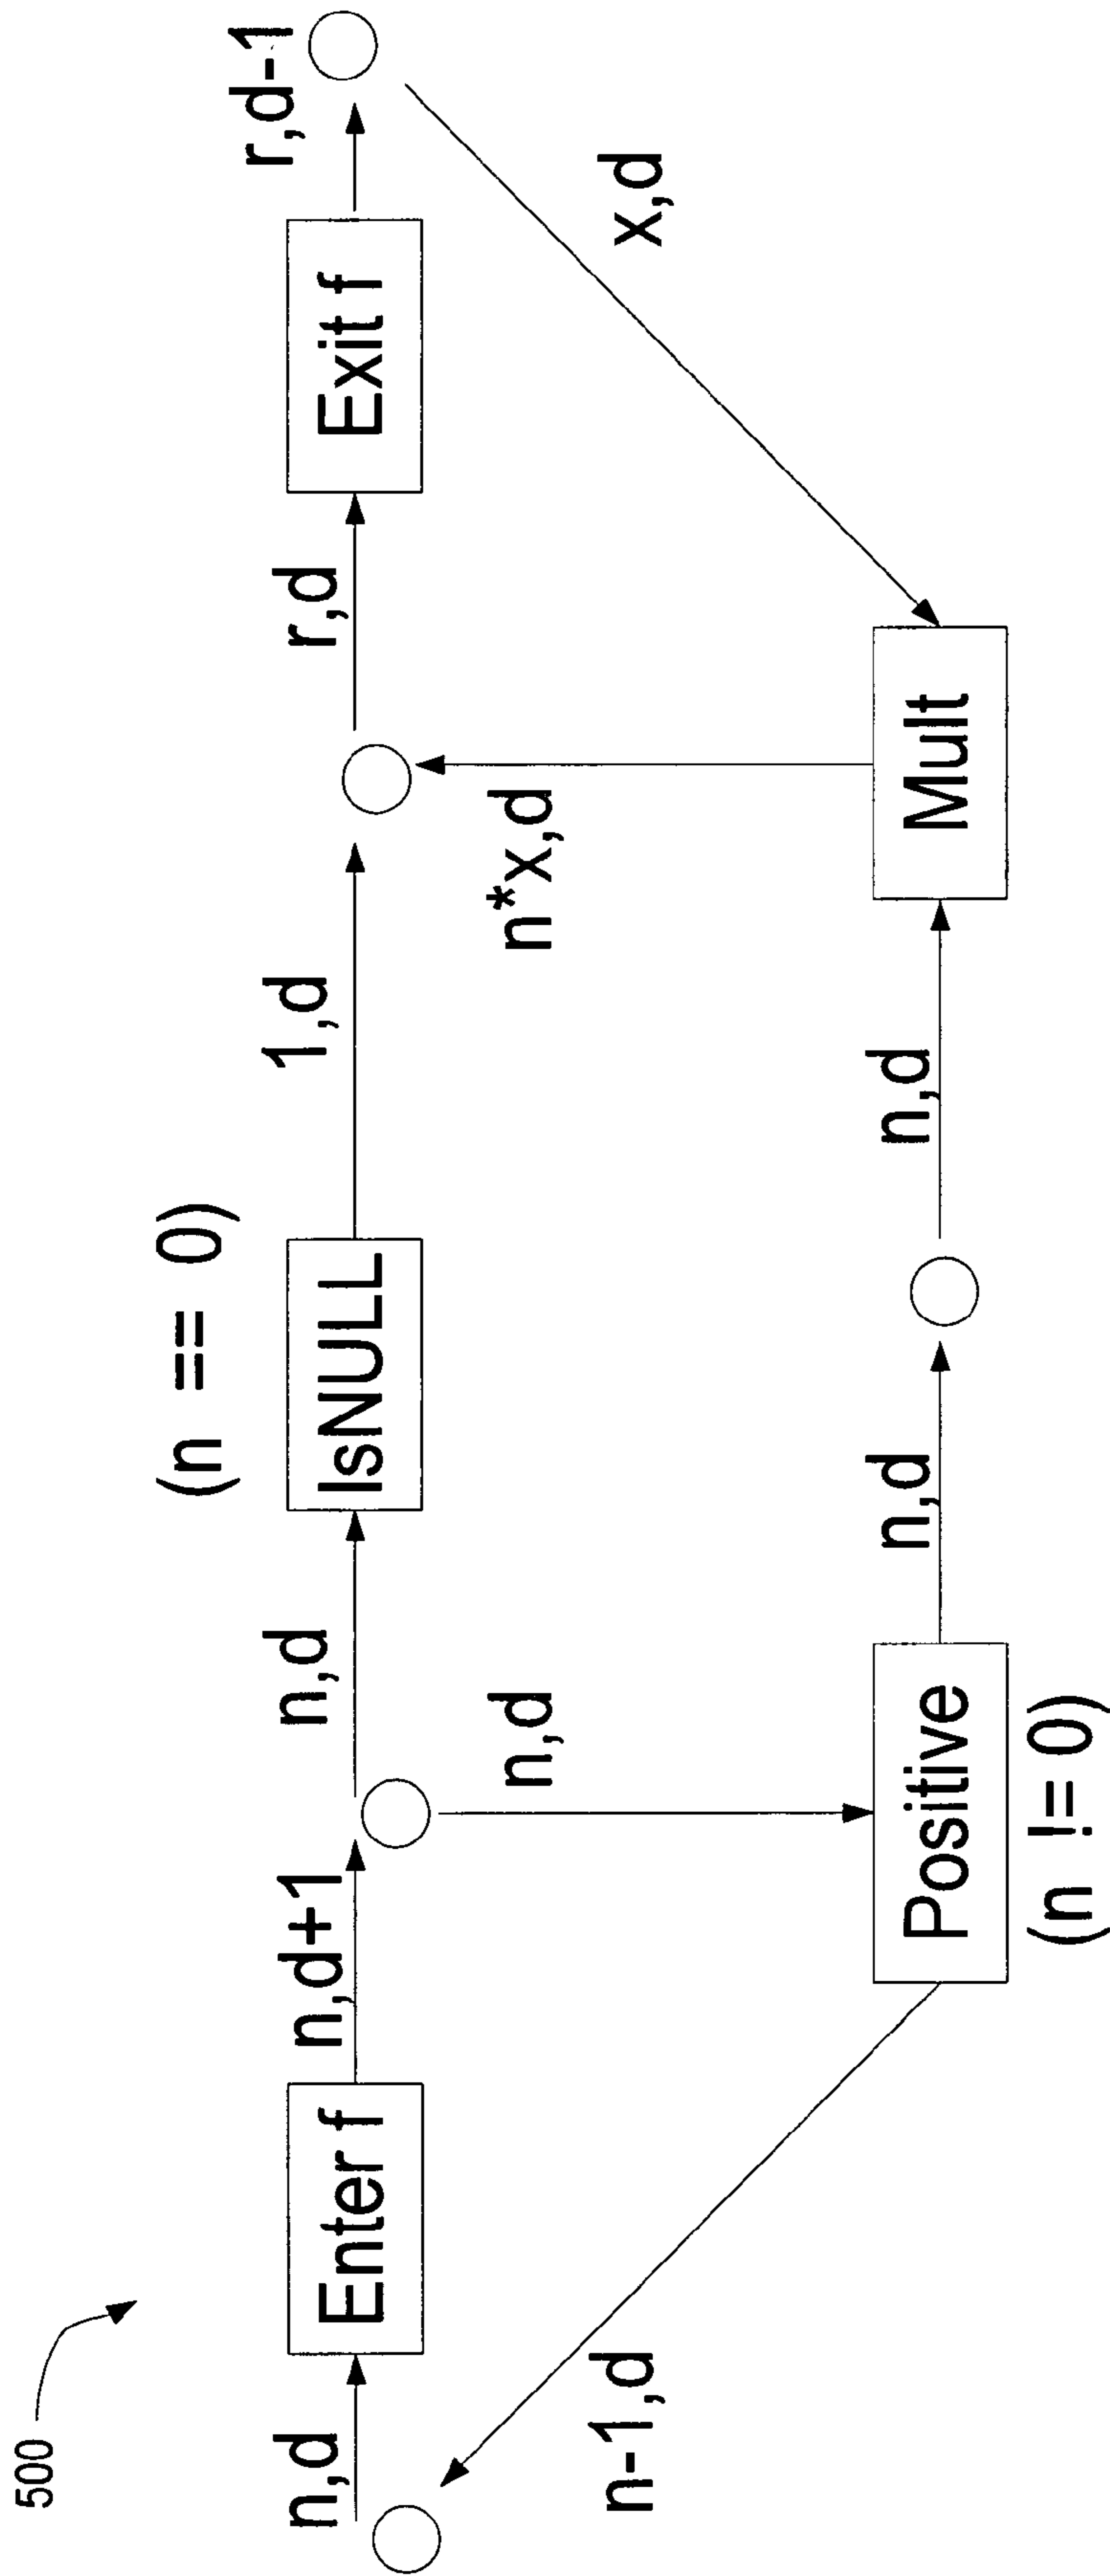 500
(n == 0)
n,d
Enter f
n,d+1
n,d
IsNULL
1,d
r,d
Exit f
r,d-1
n-1,d
n,d
n*x,d
x,d
Positive
(n != 0)
n,d
n,d
Mult